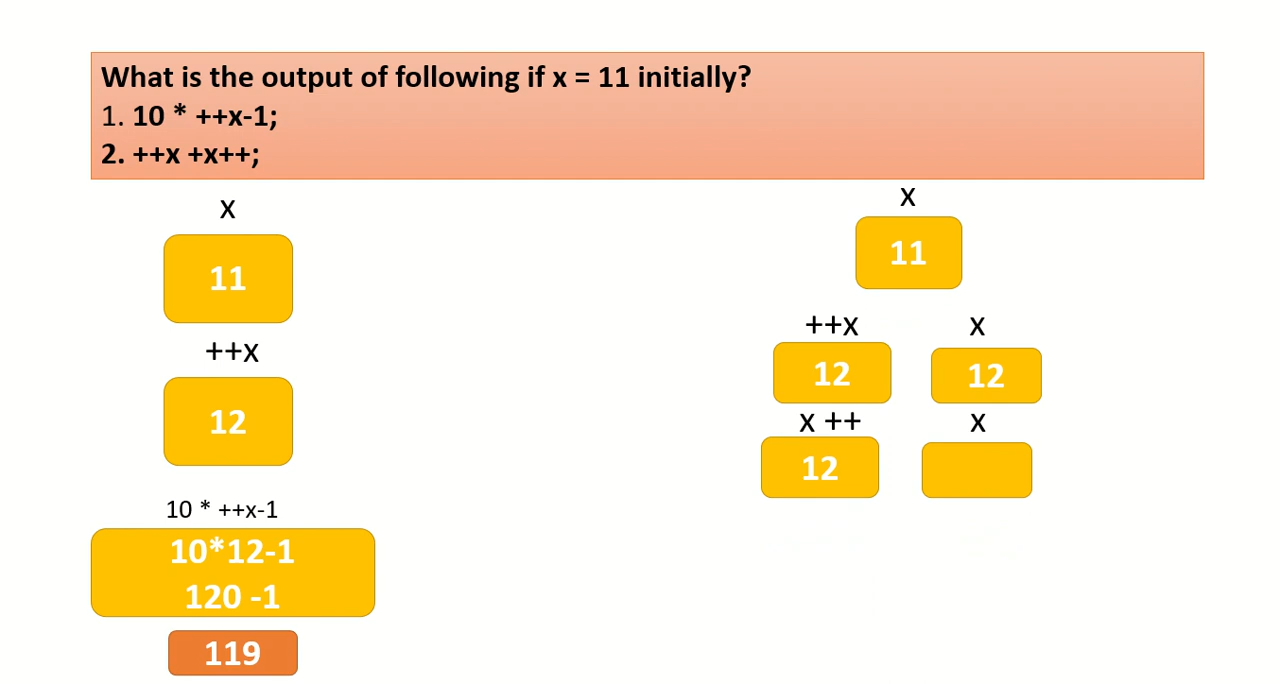 What is the output of following if x = 11 initially?
1. 10 * ++x-1;
2. ++x +x++;
x
11
++x
12
10 * ++x-1
10*12-1
120 -1
119
x
11
++x x
12 12
x ++ x
12